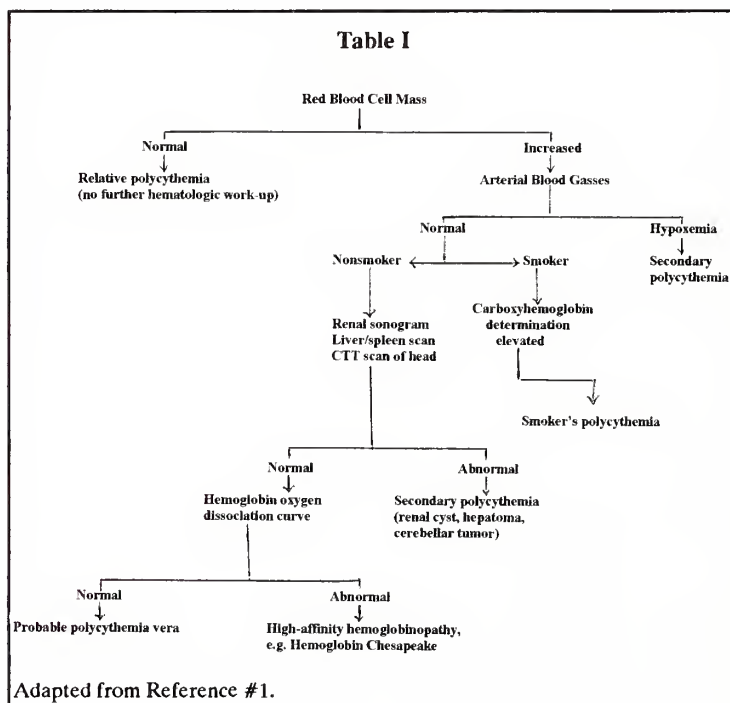 Table I
Red Blood Cell Mass
Normal
Increased
Relative polycythemia
(no further hematologic work-up)
Arterial Blood Gasses
Normal
Hypoxemia
Nonsmoker
Smoker
Secondary
polycythemia
Renal sonogram
Liver/spleen scan
CTT scan of head
Carboxyhemoglobin
determination
elevated
Smoker's polycythemia
Normal
Abnormal
Hemoglobin oxygen
dissociation curve
Secondary polycythemia
(renal cyst, hepatoma,
cerebellar tumor)
Normal
Abnormal
Probable polycythemia vera
High-affinity hemoglobinopathy,
e.g. Hemoglobin Chesapeake
Adapted from Reference #1.